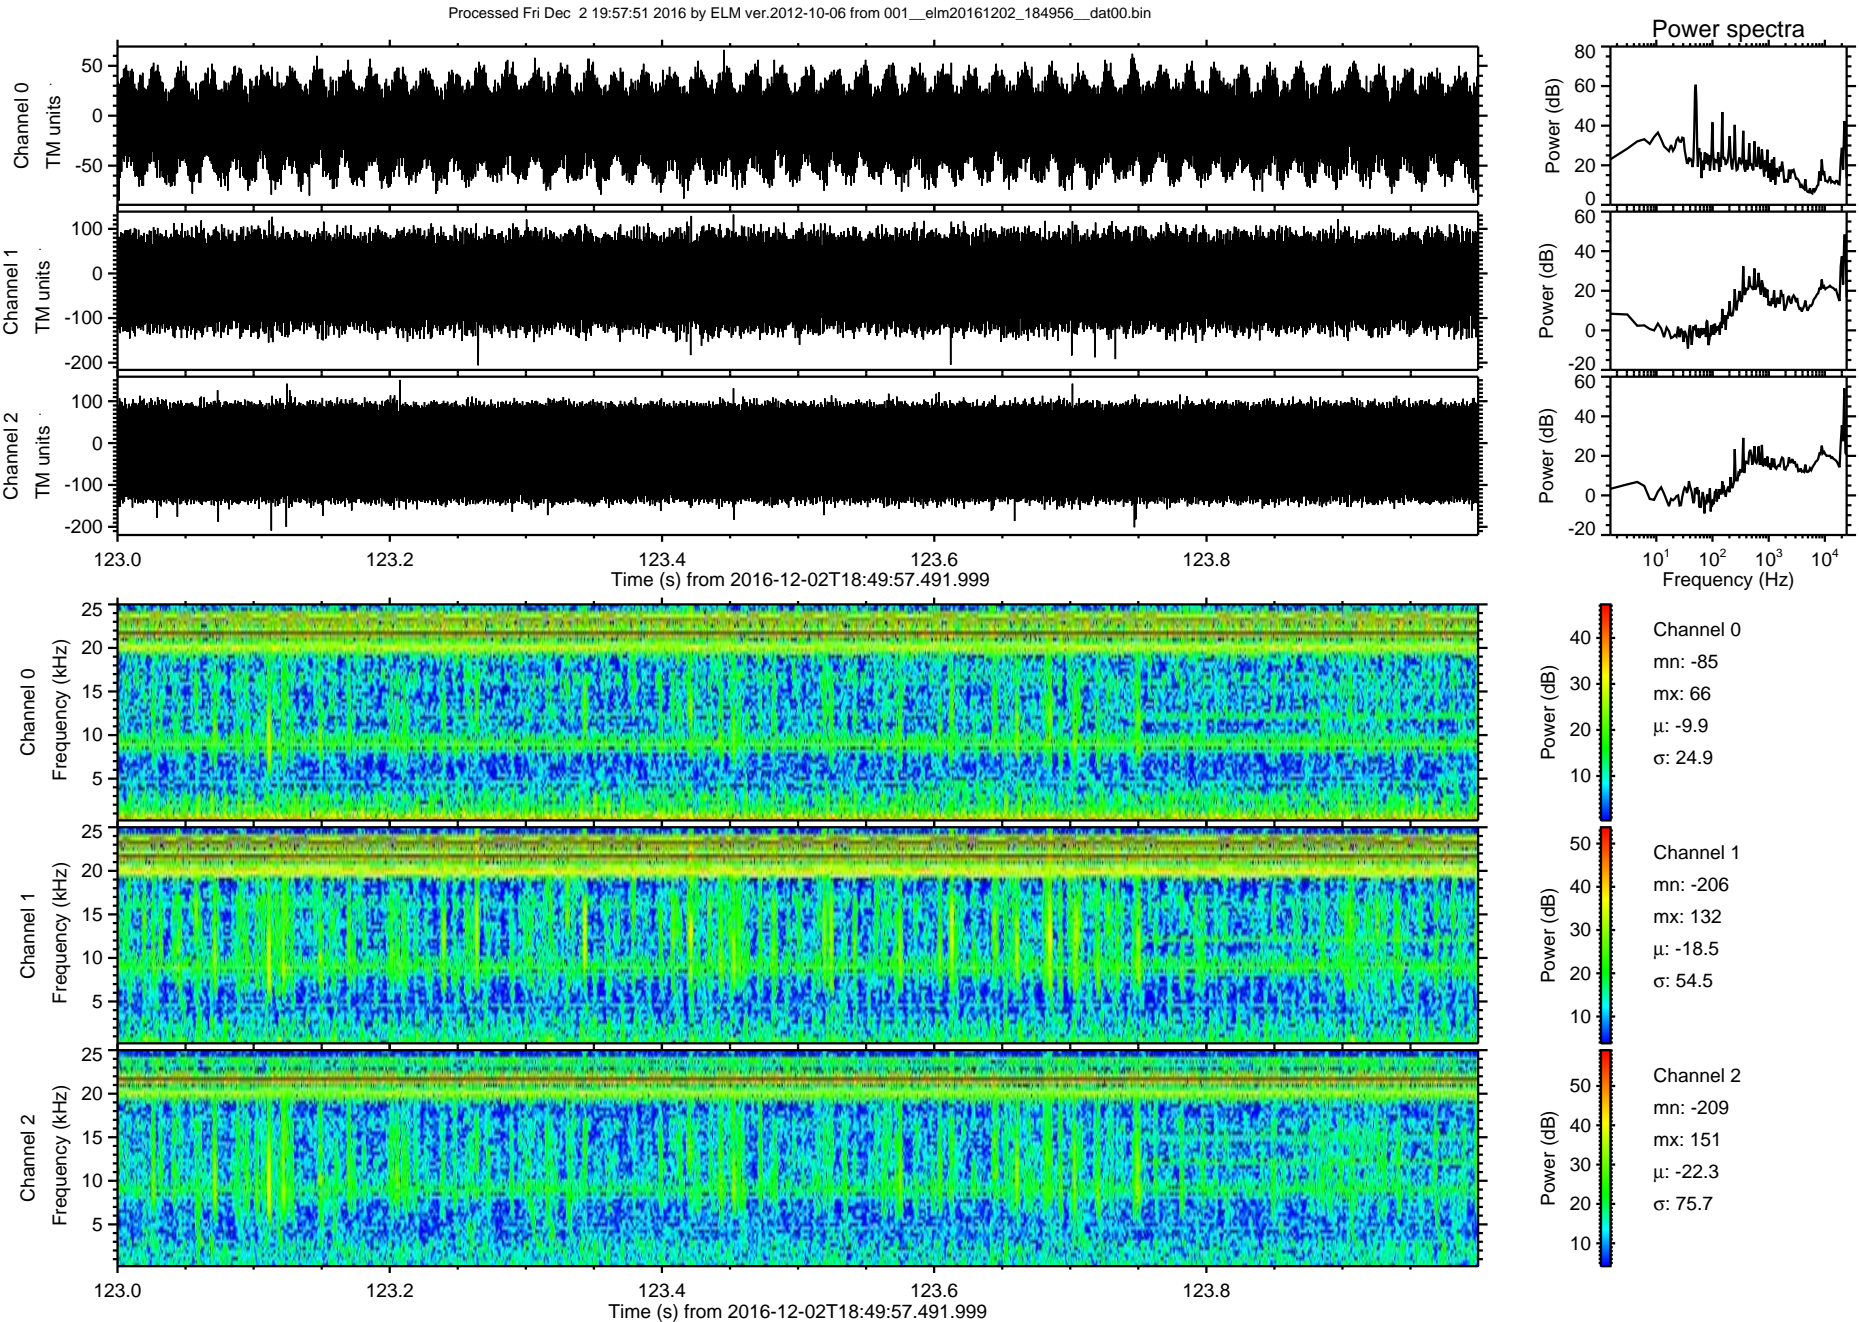 Processed Fri Dec  2 19:57:51 2016 by ELM ver.2012-10-06 from 001__elm20161202_184956__dat00.bin
Power spectra
Channel 0
TM units
50
0
-50
Power (dB)
80
60
40
20
0
Channel 1
TM units
100
0
-100
-200
Power (dB)
60
40
20
0
-20
Channel 2
TM units
100
0
-100
-200
Power (dB)
60
40
20
0
-20
123.0 123.2 123.4 123.6 123.8
Time (s) from 2016-12-02T18:49:57.491.999
10¹ 10² 10³ 10⁴
Frequency (Hz)
Channel 0
Frequency (kHz)
25
20
15
10
5
Power (dB)
40
30
20
10
Channel 0
mn: -85
mx: 66
μ: -9.9
σ: 24.9
Channel 1
Frequency (kHz)
25
20
15
10
5
Power (dB)
50
40
30
20
10
Channel 1
mn: -206
mx: 132
μ: -18.5
σ: 54.5
Channel 2
Frequency (kHz)
25
20
15
10
5
Power (dB)
50
40
30
20
10
Channel 2
mn: -209
mx: 151
μ: -22.3
σ: 75.7
123.0 123.2 123.4 123.6 123.8
Time (s) from 2016-12-02T18:49:57.491.999